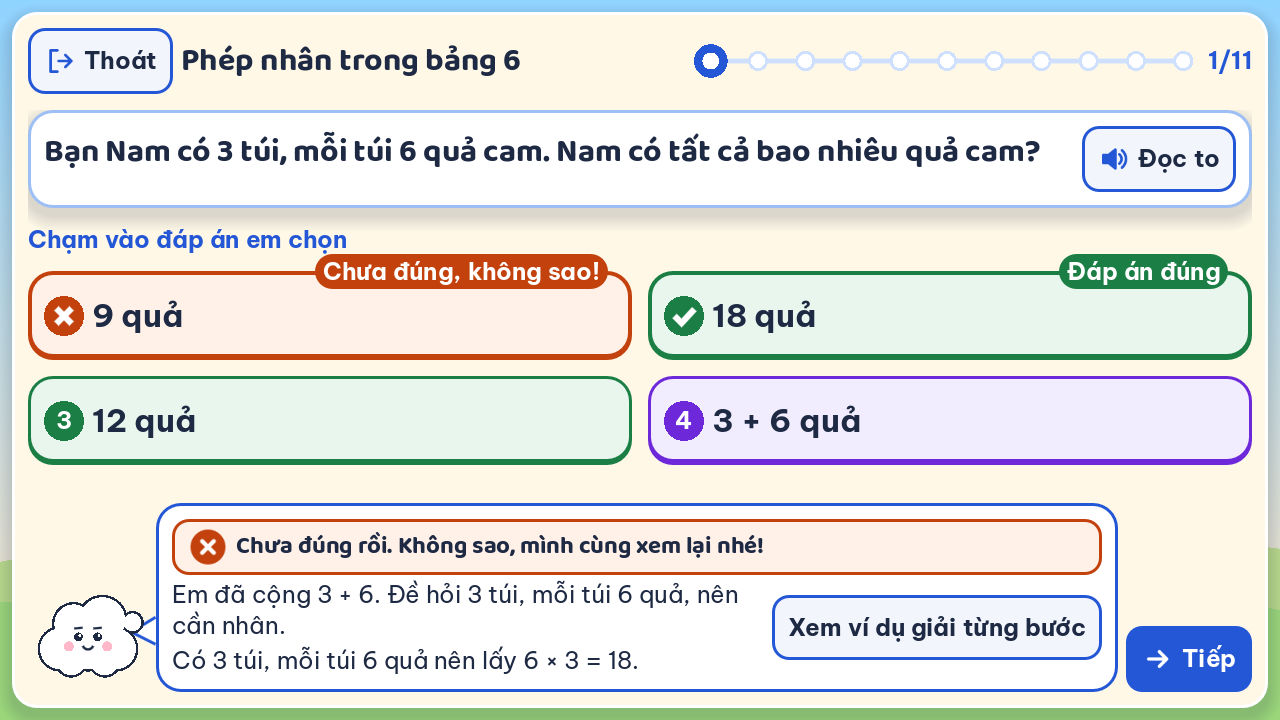 Thoát
Phép nhân trong bảng 6
1/11
Bạn Nam có 3 túi, mỗi túi 6 quả cam. Nam có tất cả bao nhiêu quả cam?
Đọc to
Chạm vào đáp án em chọn
Chưa đúng, không sao!
9 quả
Đáp án đúng
18 quả
3
12 quả
4
3 + 6 quả
Chưa đúng rồi. Không sao, mình cùng xem lại nhé!
Em đã cộng 3 + 6. Đề hỏi 3 túi, mỗi túi 6 quả, nên
cần nhân.
Có 3 túi, mỗi túi 6 quả nên lấy 6 × 3 = 18.
Xem ví dụ giải từng bước
Tiếp